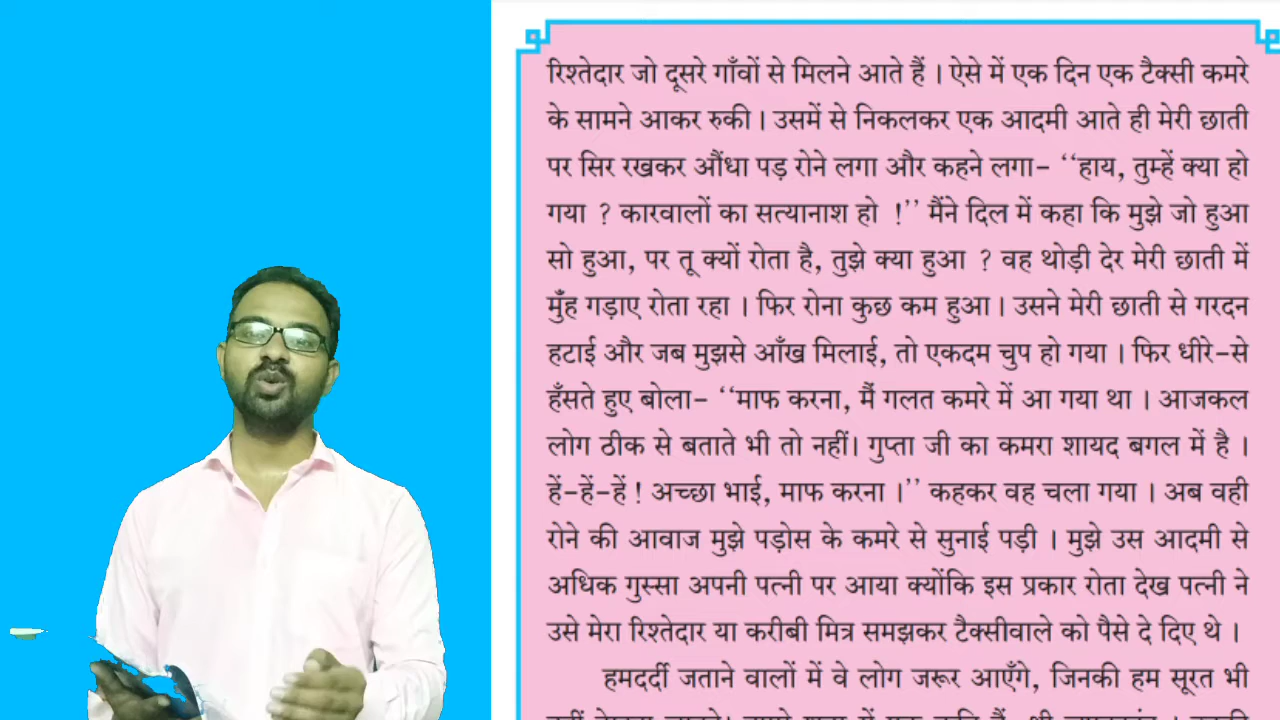 रिश्तेदार जो दूसरे गाँवों से मिलने आते हैं । ऐसे में एक दिन एक टैक्सी कमरे
के सामने आकर रुकी । उसमें से निकलकर एक आदमी आते ही मेरी छाती
पर सिर रखकर औंधा पड़ रोने लगा और कहने लगा- ‘‘हाय, तुम्हें क्या हो
गया ? कारवालों का सत्यानाश हो !’’ मैंने दिल में कहा कि मुझे जो हुआ
सो हुआ, पर तू क्यों रोता है, तुझे क्या हुआ ? वह थोड़ी देर मेरी छाती में
मुँह गड़ाए रोता रहा । फिर रोना कुछ कम हुआ । उसने मेरी छाती से गरदन
हटाई और जब मुझसे आँख मिलाई, तो एकदम चुप हो गया । फिर धीरे-से
हँसते हुए बोला- ‘‘माफ करना, मैं गलत कमरे में आ गया था । आजकल
लोग ठीक से बताते भी तो नहीं। गुप्ता जी का कमरा शायद बगल में है ।
हें-हें-हें ! अच्छा भाई, माफ करना ।’’ कहकर वह चला गया । अब वही
रोने की आवाज मुझे पड़ोस के कमरे से सुनाई पड़ी । मुझे उस आदमी से
अधिक गुस्सा अपनी पत्नी पर आया क्योंकि इस प्रकार रोता देख पत्नी ने
उसे मेरा रिश्तेदार या करीबी मित्र समझकर टैक्सीवाले को पैसे दे दिए थे ।
हमदर्दी जताने वालों में वे लोग जरूर आएँगे, जिनकी हम सूरत भी